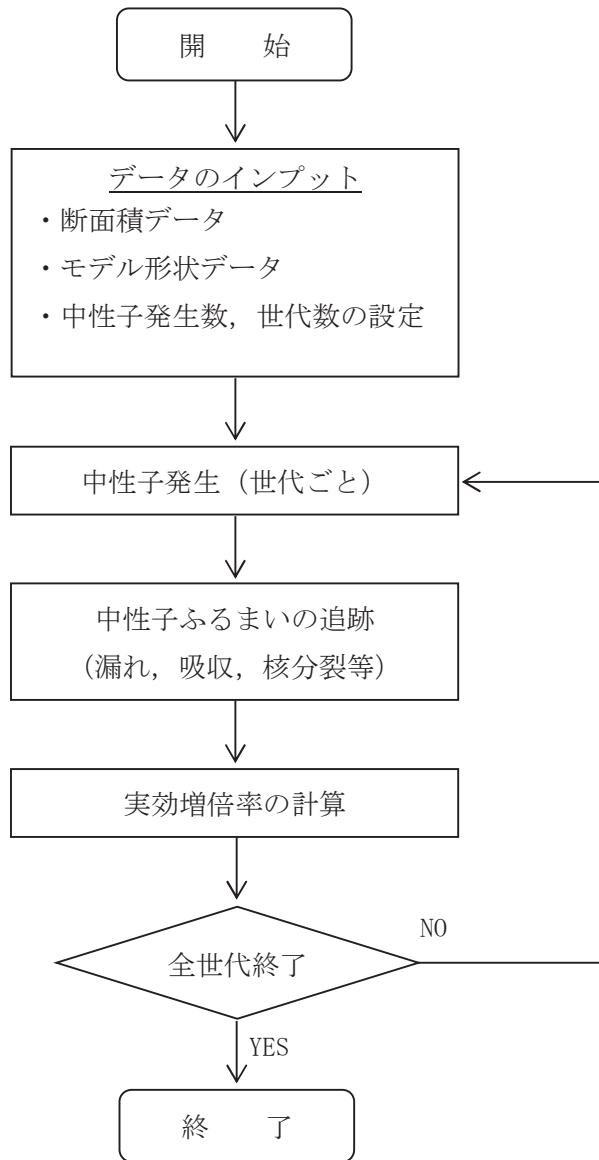 開　　始
データのインプット
・断面積データ
・モデル形状データ
・中性子発生数，世代数の設定
中性子発生（世代ごと）
中性子ふるまいの追跡
（漏れ，吸収，核分裂等）
実効増倍率の計算
全世代終了
NO
YES
終　　了